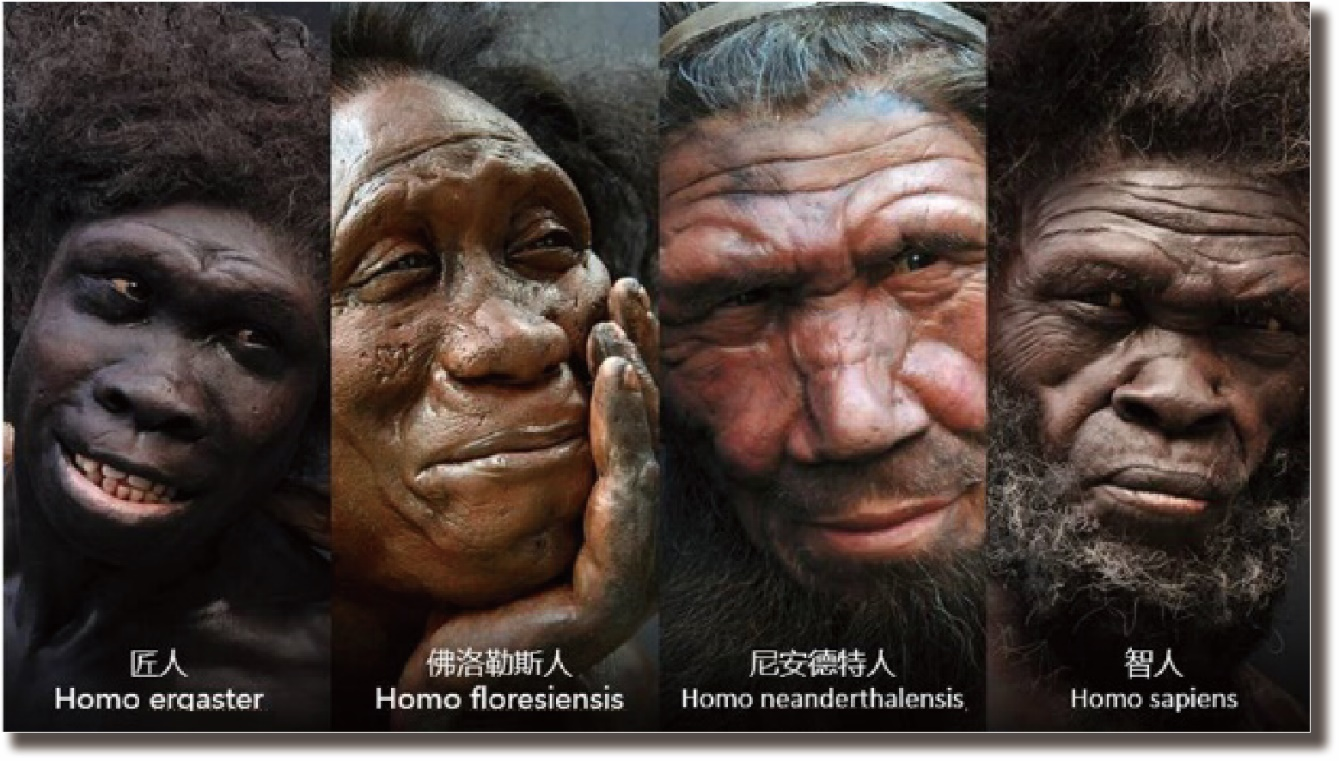 匠人
Homo ergaster
佛洛勒斯人
Homo floresiensis
尼安德特人
Homo neanderthalensis
智人
Homo sapiens